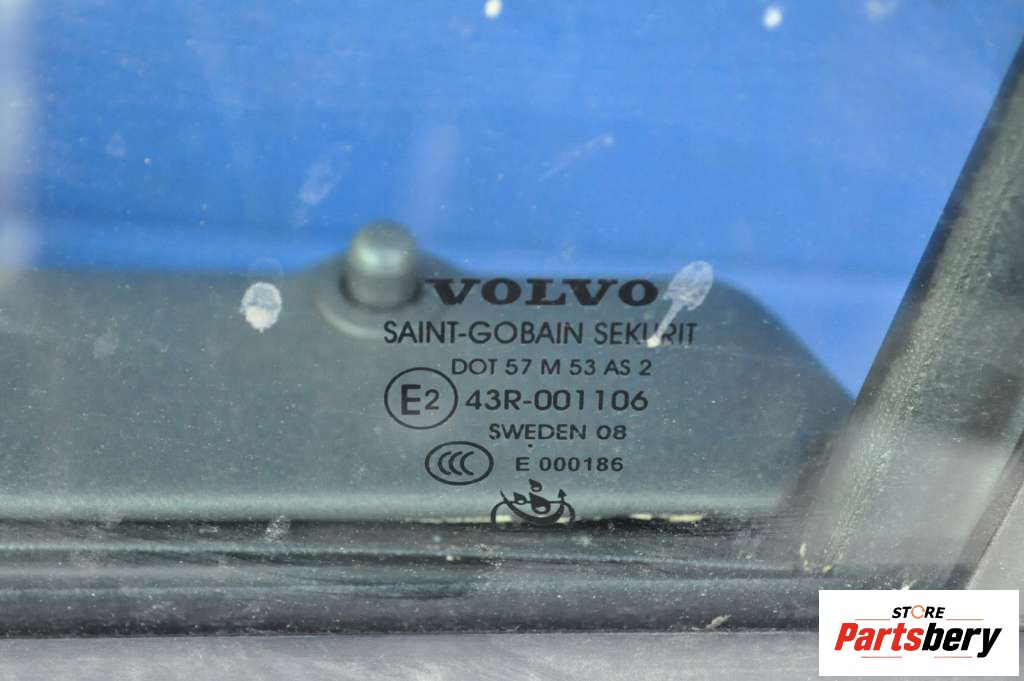 VOLVO
SAINT-GOBAIN SEKURIT
DOT 57 M 53 AS 2
E2 43R-001106
SWEDEN 08
CCC E 000186
STORE
Partsbery